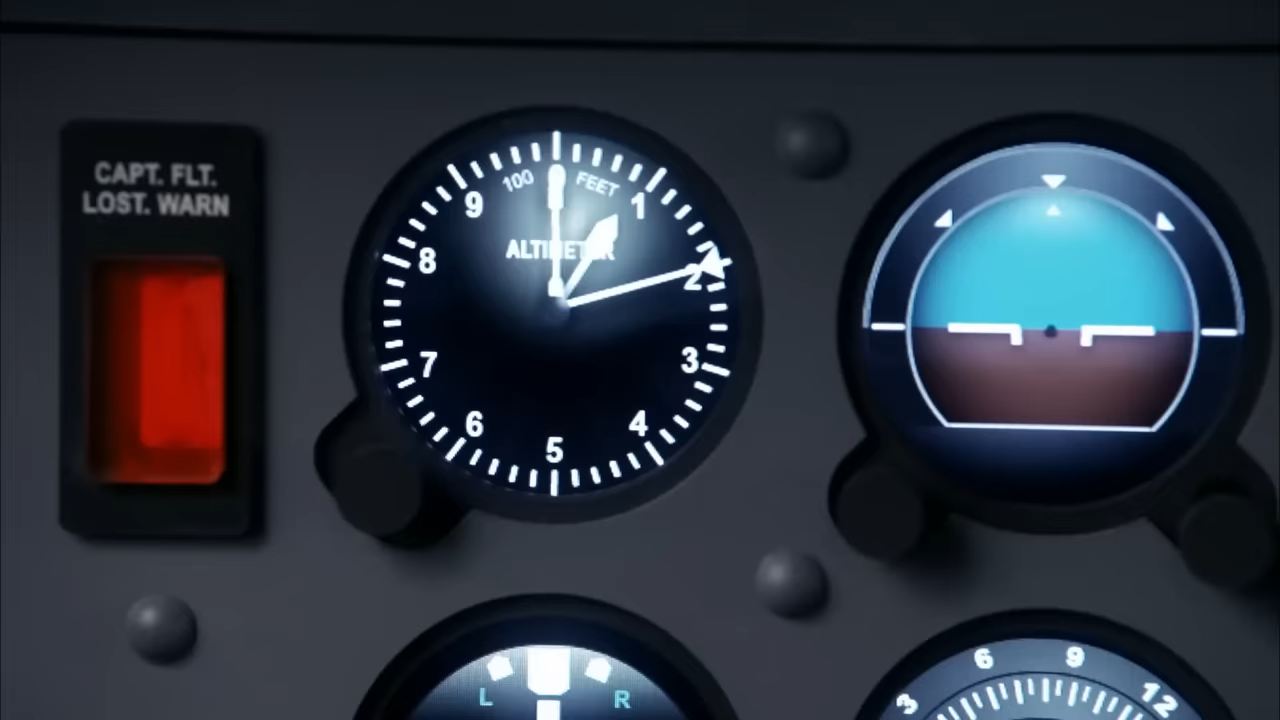 CAPT. FLT.
LOST. WARN
100 FEET
ALTIMETER
1
2
3
4
5
6
7
8
9
L R
3 6 9 12